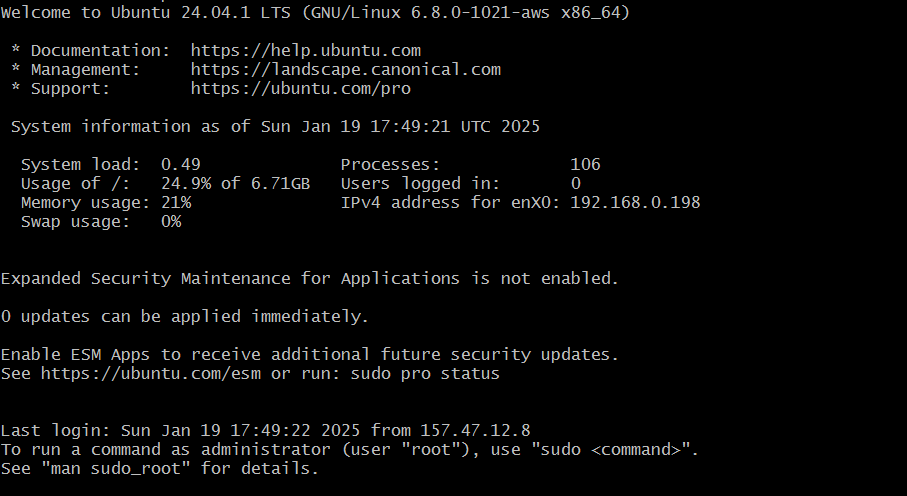 Welcome to Ubuntu 24.04.1 LTS (GNU/Linux 6.8.0-1021-aws x86_64)
* Documentation:  https://help.ubuntu.com
* Management:     https://landscape.canonical.com
* Support:        https://ubuntu.com/pro
System information as of Sun Jan 19 17:49:21 UTC 2025
System load:  0.49              Processes:             106
Usage of /:   24.9% of 6.71GB   Users logged in:       0
Memory usage: 21%               IPv4 address for enX0: 192.168.0.198
Swap usage:   0%
Expanded Security Maintenance for Applications is not enabled.
0 updates can be applied immediately.
Enable ESM Apps to receive additional future security updates.
See https://ubuntu.com/esm or run: sudo pro status
Last login: Sun Jan 19 17:49:22 2025 from 157.47.12.8
To run a command as administrator (user "root"), use "sudo <command>".
See "man sudo_root" for details.